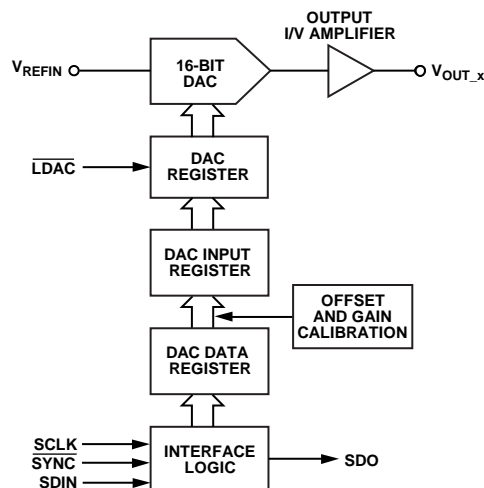 OUTPUT
I/V AMPLIFIER
VREFIN
16-BIT
DAC
VOUT_x
LDAC
DAC
REGISTER
DAC INPUT
REGISTER
OFFSET
AND GAIN
CALIBRATION
DAC DATA
REGISTER
SCLK
SYNC
SDIN
INTERFACE
LOGIC
SDO